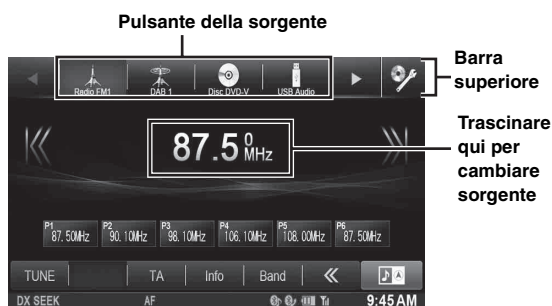 Pulsante della sorgente
Radio FM1 DAB 1 Disc DVD-V USB Audio
Barra
superiore
87.5 0 MHz
Trascinare
qui per
cambiare
sorgente
P1 87. 50MHz P2 90. 10MHz P3 98. 10MHz P4 106. 10MHz P5 108. 00MHz P6 87. 50MHz
TUNE TA Info Band
DX SEEK AF 9:45 AM